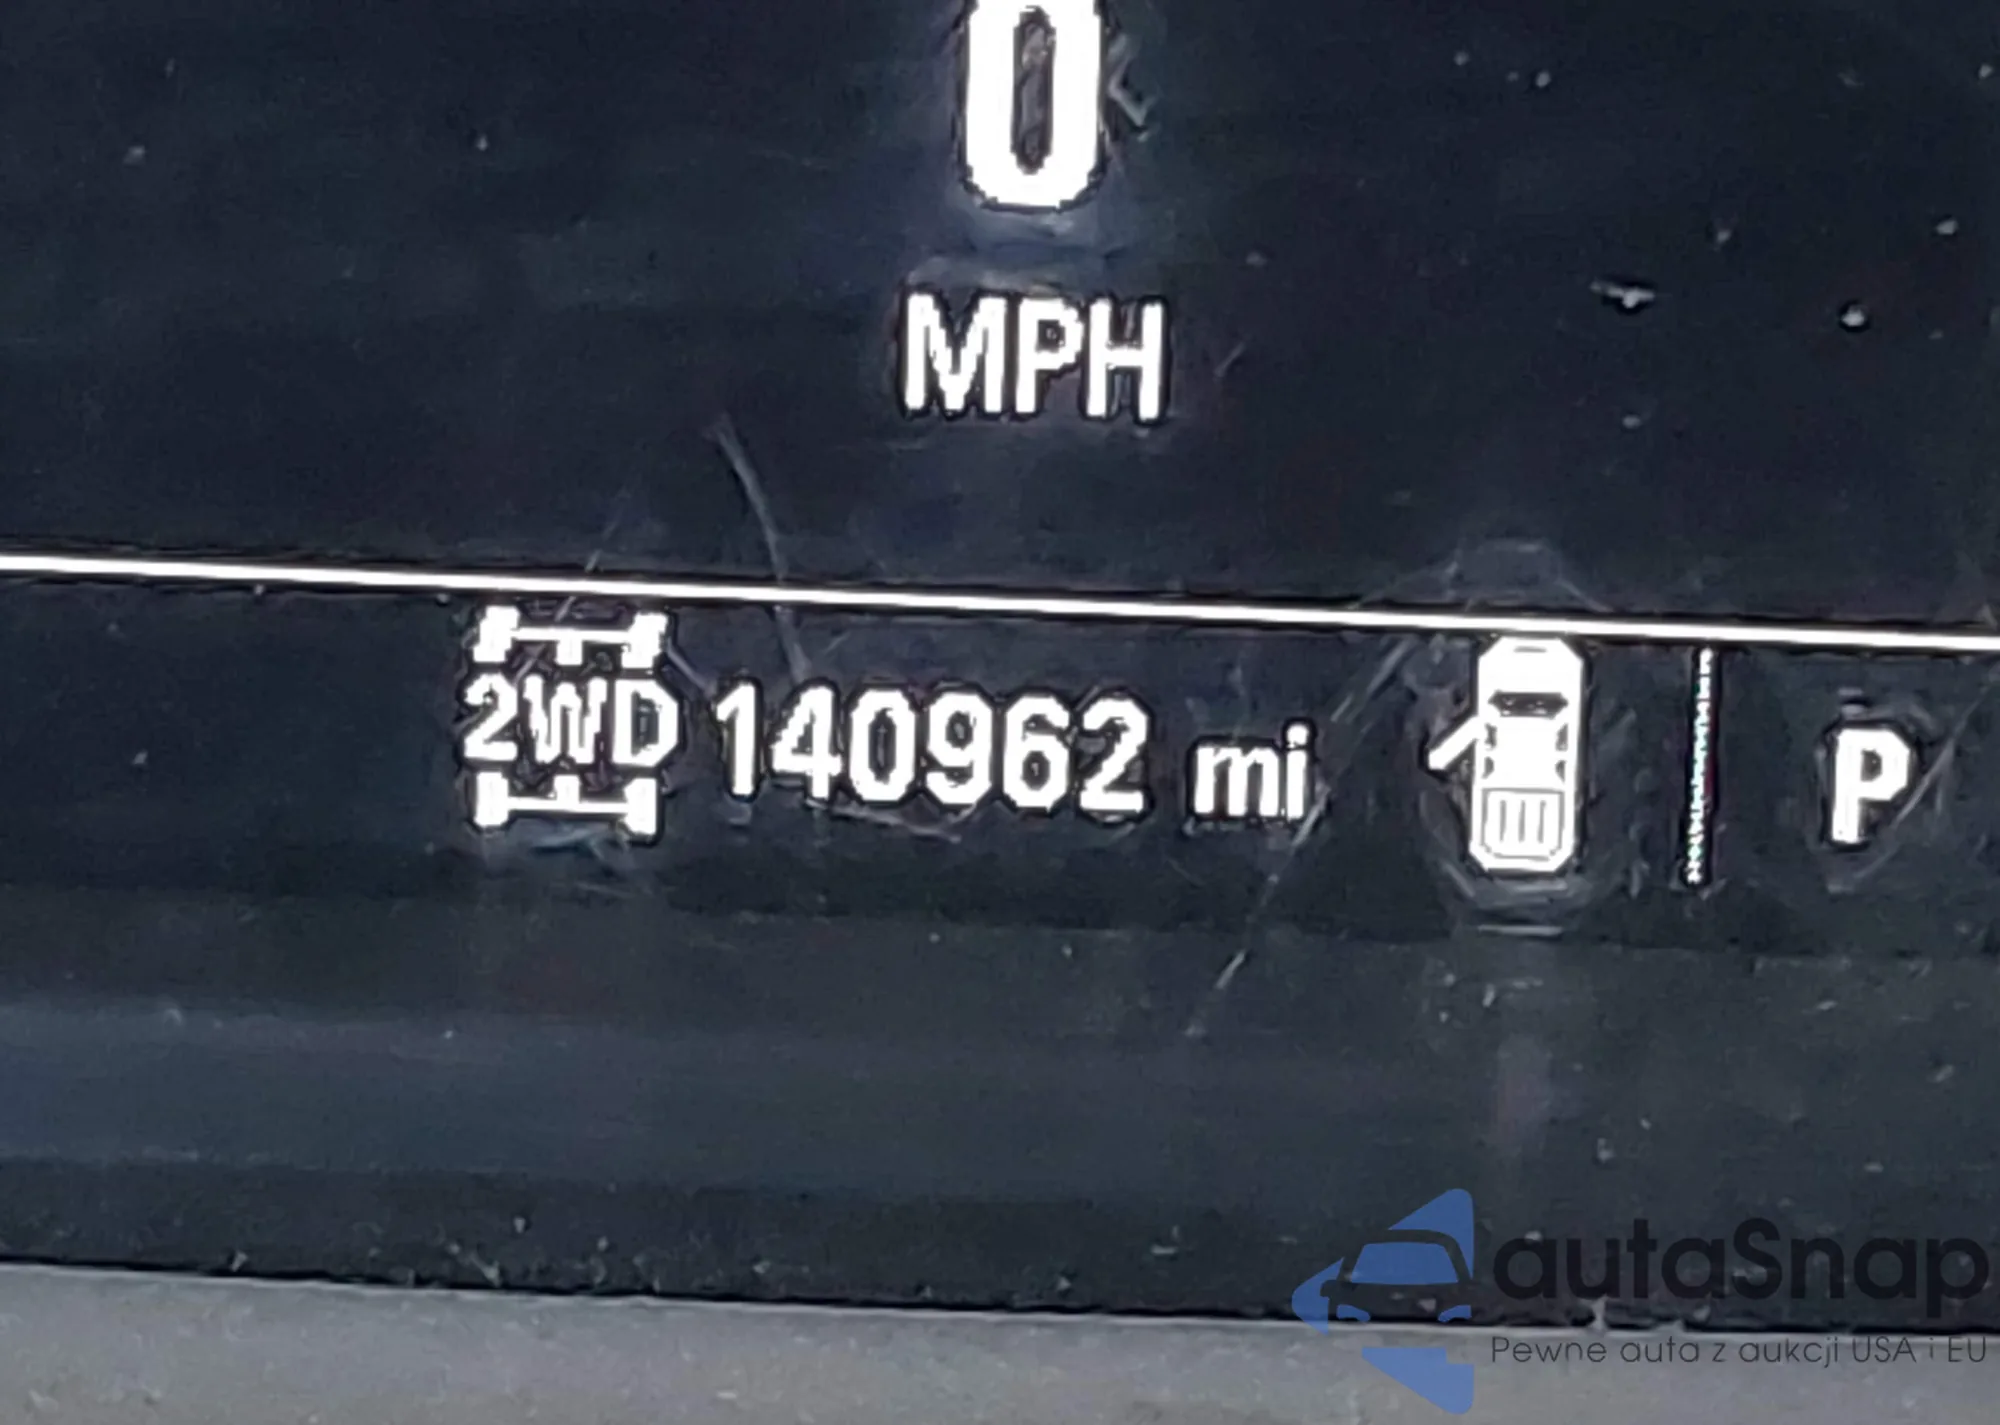 0
MPH
2WD 140962 mi P
autaSnap
Pewne auta z aukcji USA i EU